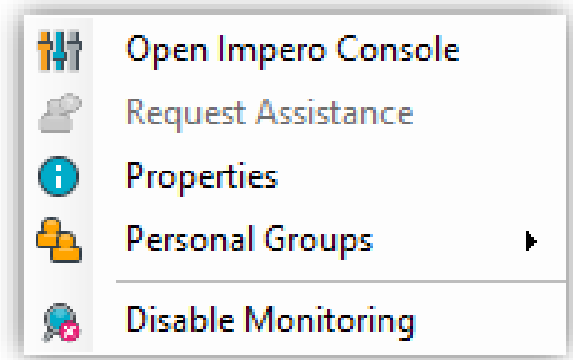 Open Impero Console
Request Assistance
Properties
Personal Groups
Disable Monitoring